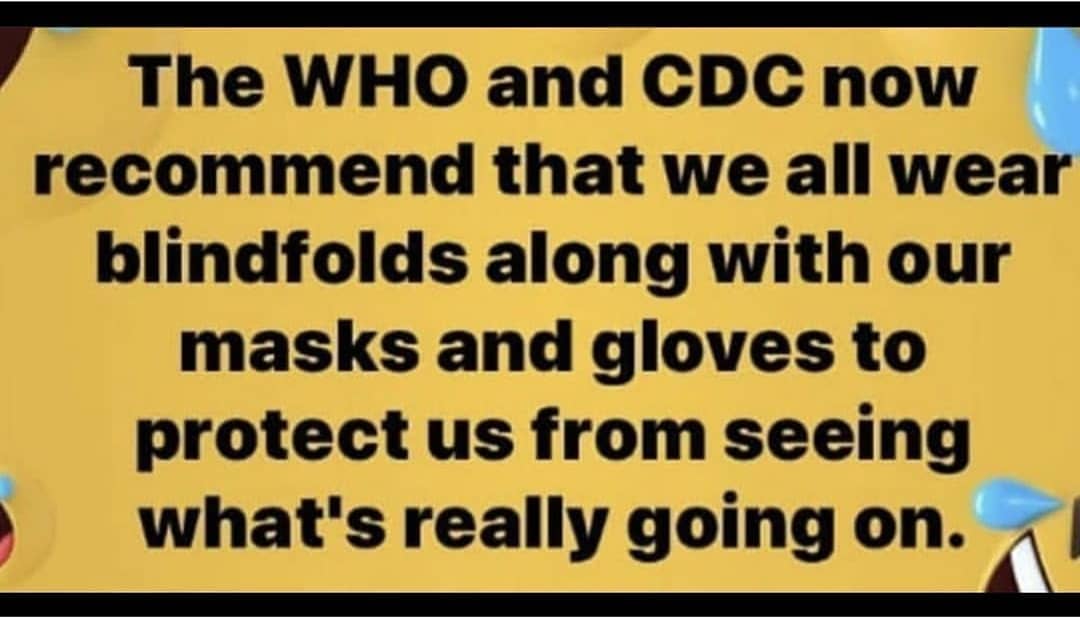 The WHO and CDC now
recommend that we all wear
blindfolds along with our
masks and gloves to
protect us from seeing
what's really going on.